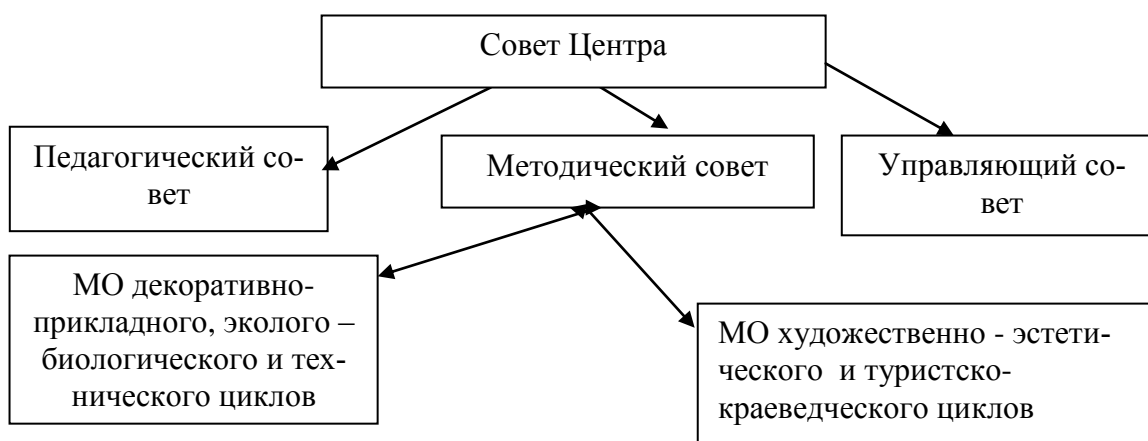 Совет Центра
Педагогический со-
вет
Методический совет
Управляющий со-
вет
МО декоративно-
прикладного, эколого –
биологического и тех-
нического циклов
МО художественно - эстети-
ческого  и туристско-
краеведческого циклов